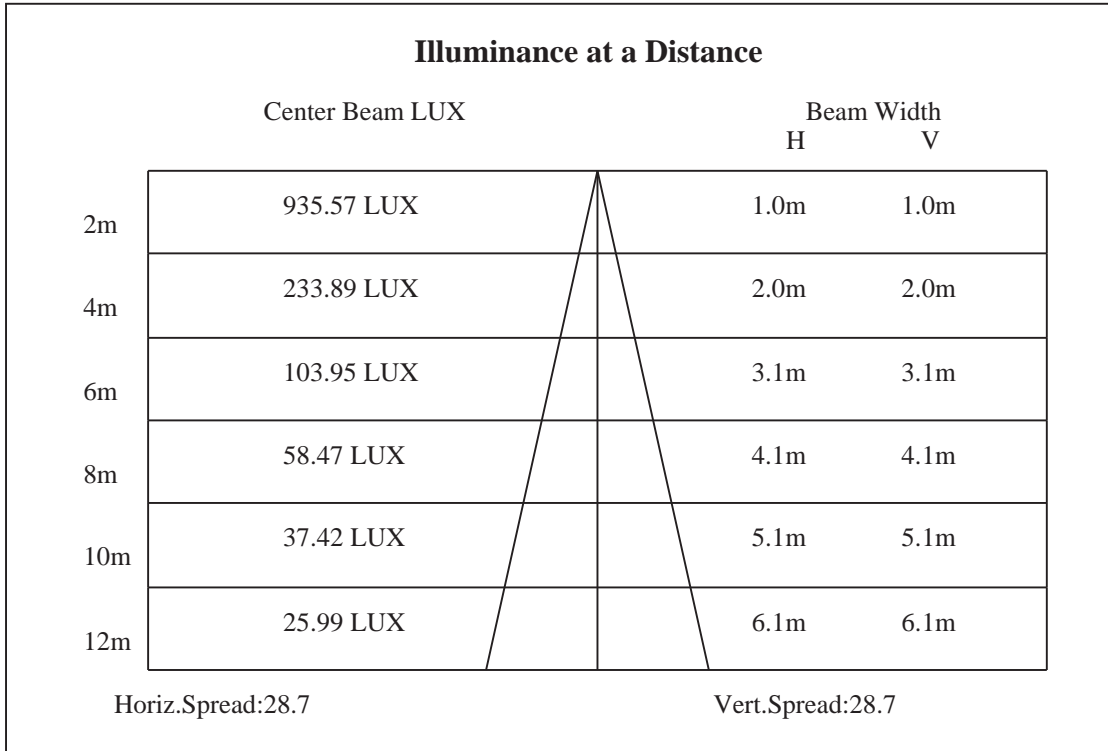 Illuminance at a Distance
Center Beam LUX Beam Width
H V
2m 935.57 LUX 1.0m 1.0m
4m 233.89 LUX 2.0m 2.0m
6m 103.95 LUX 3.1m 3.1m
8m 58.47 LUX 4.1m 4.1m
10m 37.42 LUX 5.1m 5.1m
12m 25.99 LUX 6.1m 6.1m
Horiz.Spread:28.7 Vert.Spread:28.7